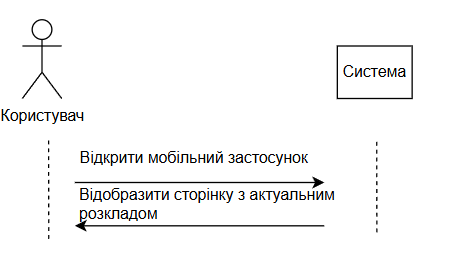 Система
Користувач
Відкрити мобільний застосунок
Відобразити сторінку з актуальним
розкладом